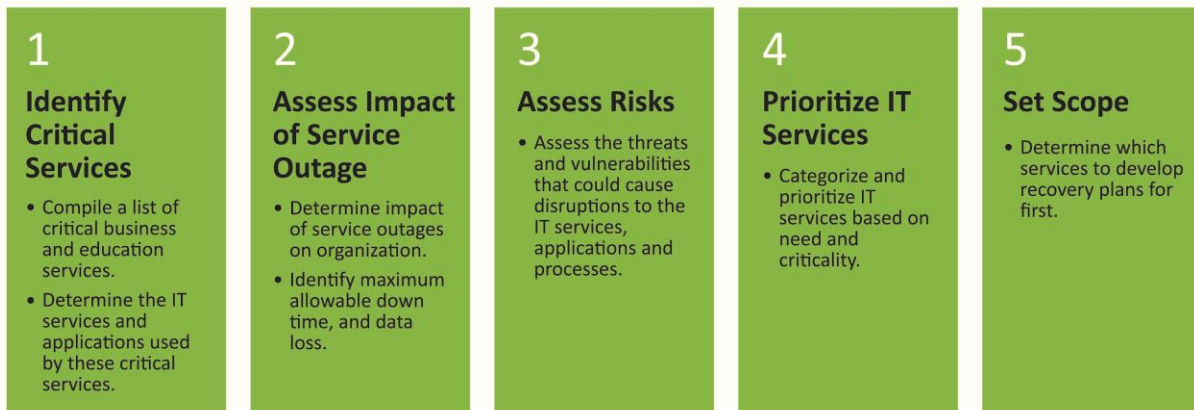 1
Identify
Critical
Services
• Compile a list of
critical business
and education
services.
• Determine the IT
services and
applications used
by these critical
services.
2
Assess Impact
of Service
Outage
• Determine impact
of service outages
on organization.
• Identify maximum
allowable down
time, and data
loss.
3
Assess Risks
• Assess the threats
and vulnerabilities
that could cause
disruptions to the
IT services,
applications and
processes.
4
Prioritize IT
Services
• Categorize and
prioritize IT
services based on
need and
criticality.
5
Set Scope
• Determine which
services to develop
recovery plans for
first.